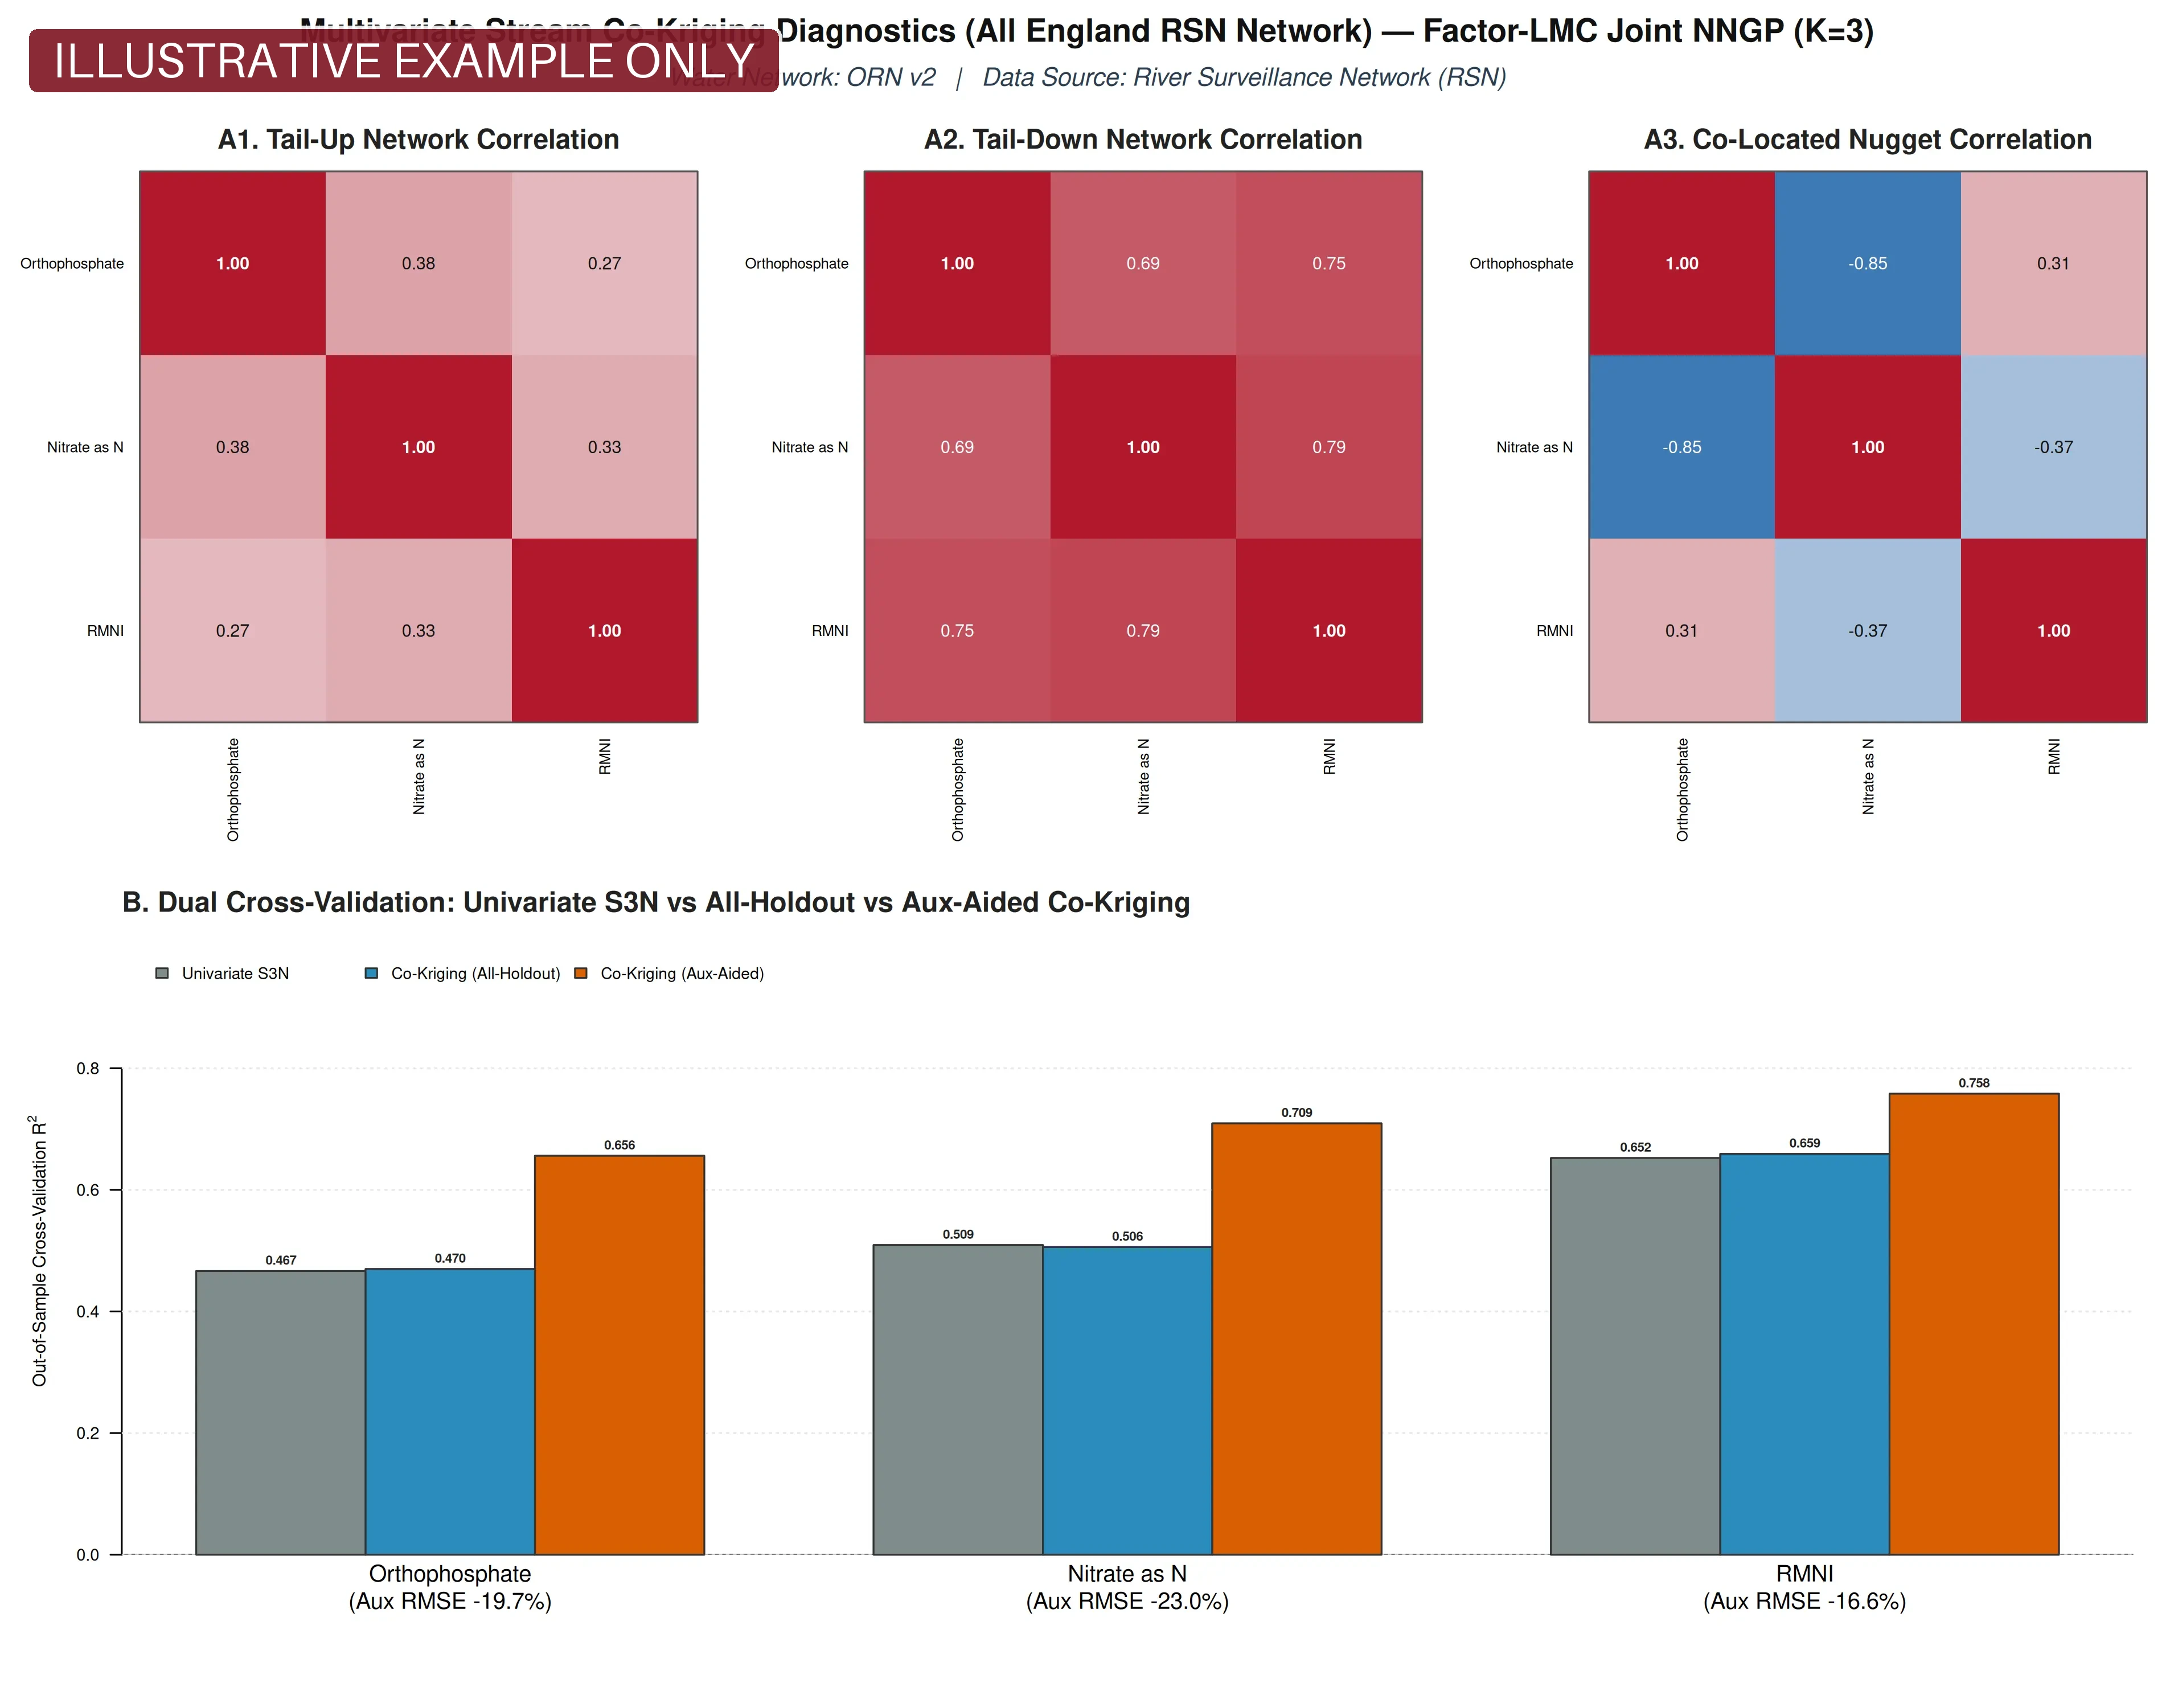 Multivariate Stream Co-Kriging Diagnostics (All England RSN Network) — Factor-LMC Joint NNGP (K=3)
ILLUSTRATIVE EXAMPLE ONLY
Water Network: ORN v2 | Data Source: River Surveillance Network (RSN)
A1. Tail-Up Network Correlation
A2. Tail-Down Network Correlation
A3. Co-Located Nugget Correlation
Orthophosphate 1.00 0.38 0.27
Orthophosphate 1.00 0.69 0.75
Orthophosphate 1.00 -0.85 0.31
Nitrate as N 0.38 1.00 0.33
Nitrate as N 0.69 1.00 0.79
Nitrate as N -0.85 1.00 -0.37
RMNI 0.27 0.33 1.00
RMNI 0.75 0.79 1.00
RMNI 0.31 -0.37 1.00
Orthophosphate
Nitrate as N
RMNI
Orthophosphate
Nitrate as N
RMNI
Orthophosphate
Nitrate as N
RMNI
B. Dual Cross-Validation: Univariate S3N vs All-Holdout vs Aux-Aided Co-Kriging
Univariate S3N
Co-Kriging (All-Holdout)
Co-Kriging (Aux-Aided)
Out-of-Sample Cross-Validation R²
0.8
0.6
0.4
0.2
0.0
0.467
0.470
0.656
0.509
0.506
0.709
0.652
0.659
0.758
Orthophosphate
(Aux RMSE -19.7%)
Nitrate as N
(Aux RMSE -23.0%)
RMNI
(Aux RMSE -16.6%)